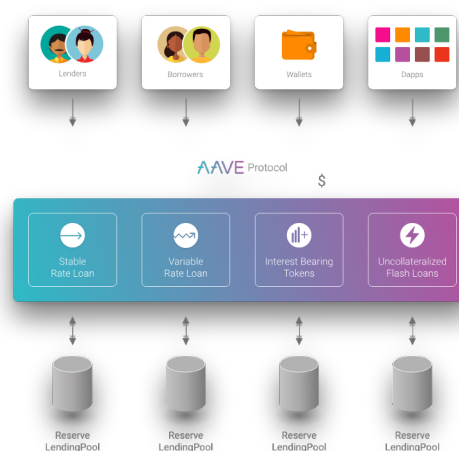 Lenders
Borrowers
Wallets
Dapps
AAVE Protocol
$
Stable
Rate Loan
Variable
Rate Loan
Interest Bearing
Tokens
Uncollateralized
Flash Loans
Reserve
LendingPool
Reserve
LendingPool
Reserve
LendingPool
Reserve
LendingPool